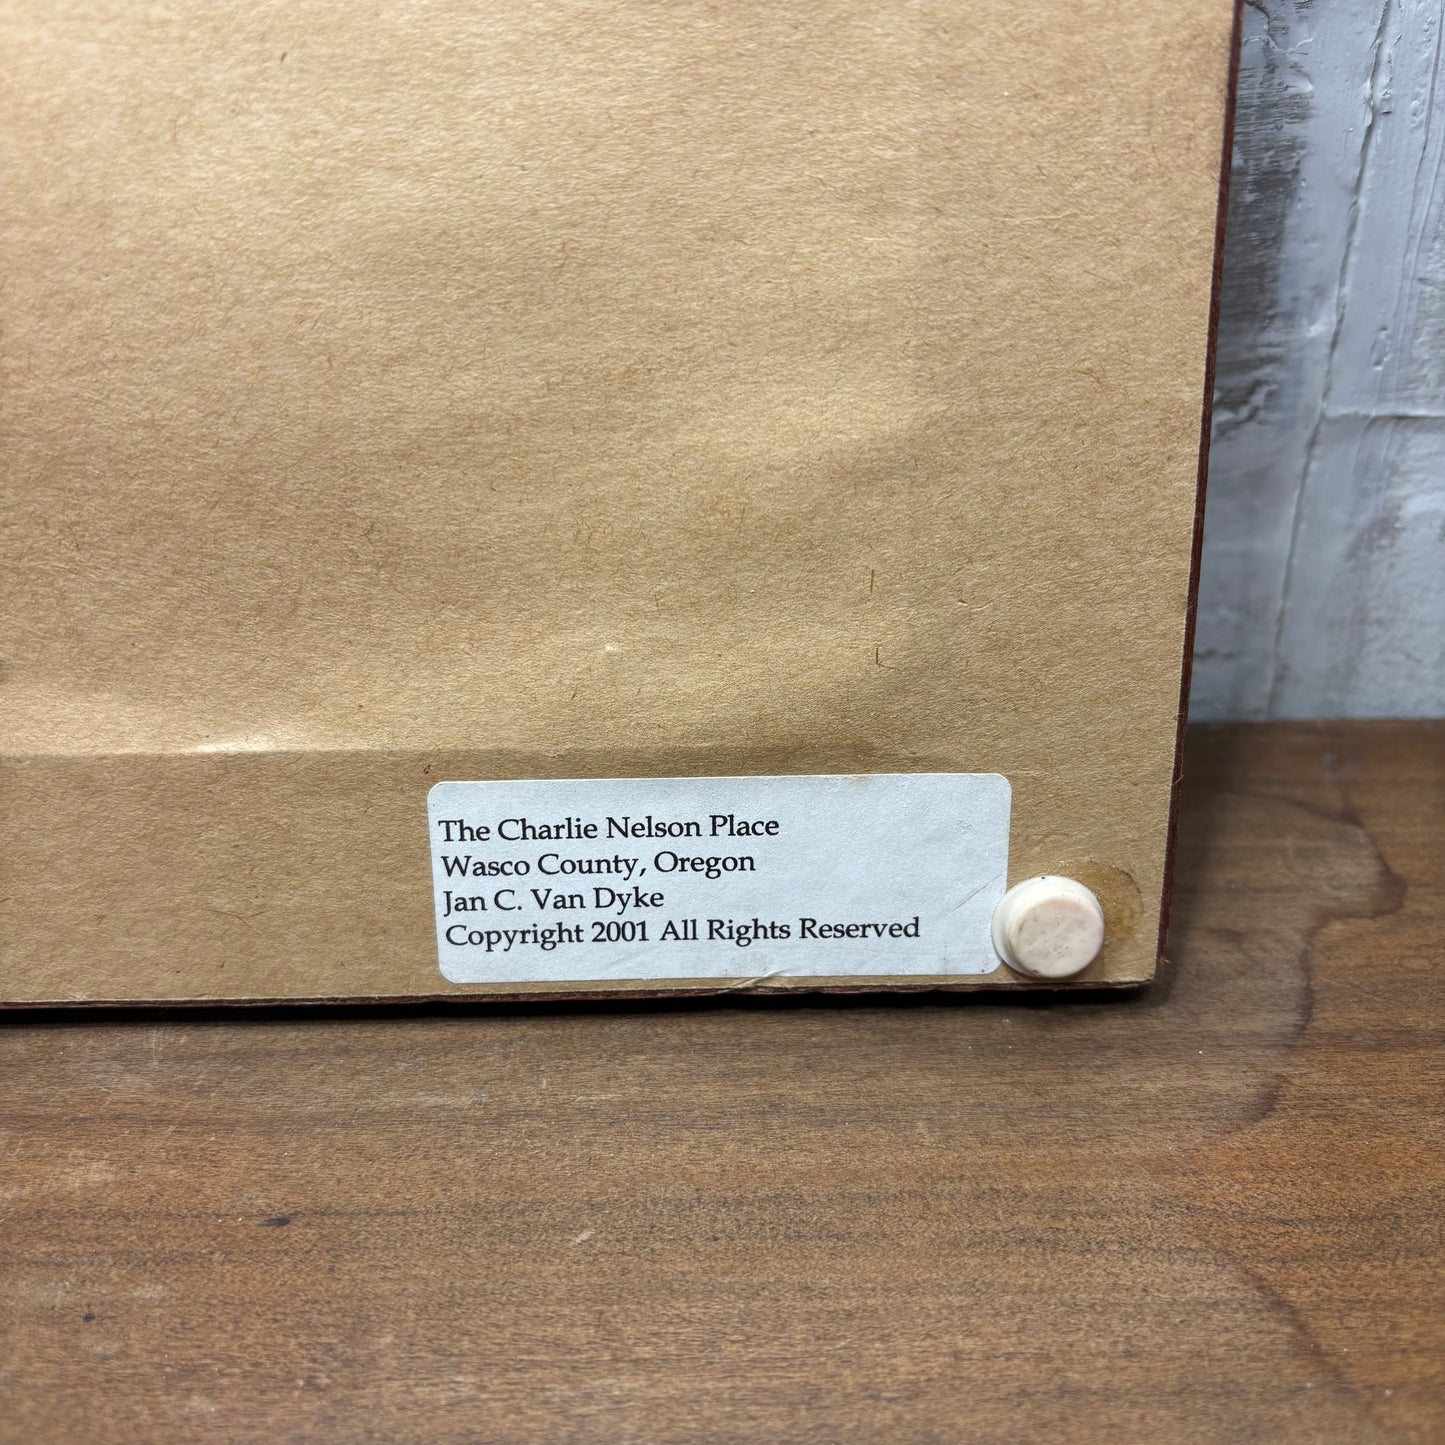 The Charlie Nelson Place
Wasco County, Oregon
Jan C. Van Dyke
Copyright 2001 All Rights Reserved